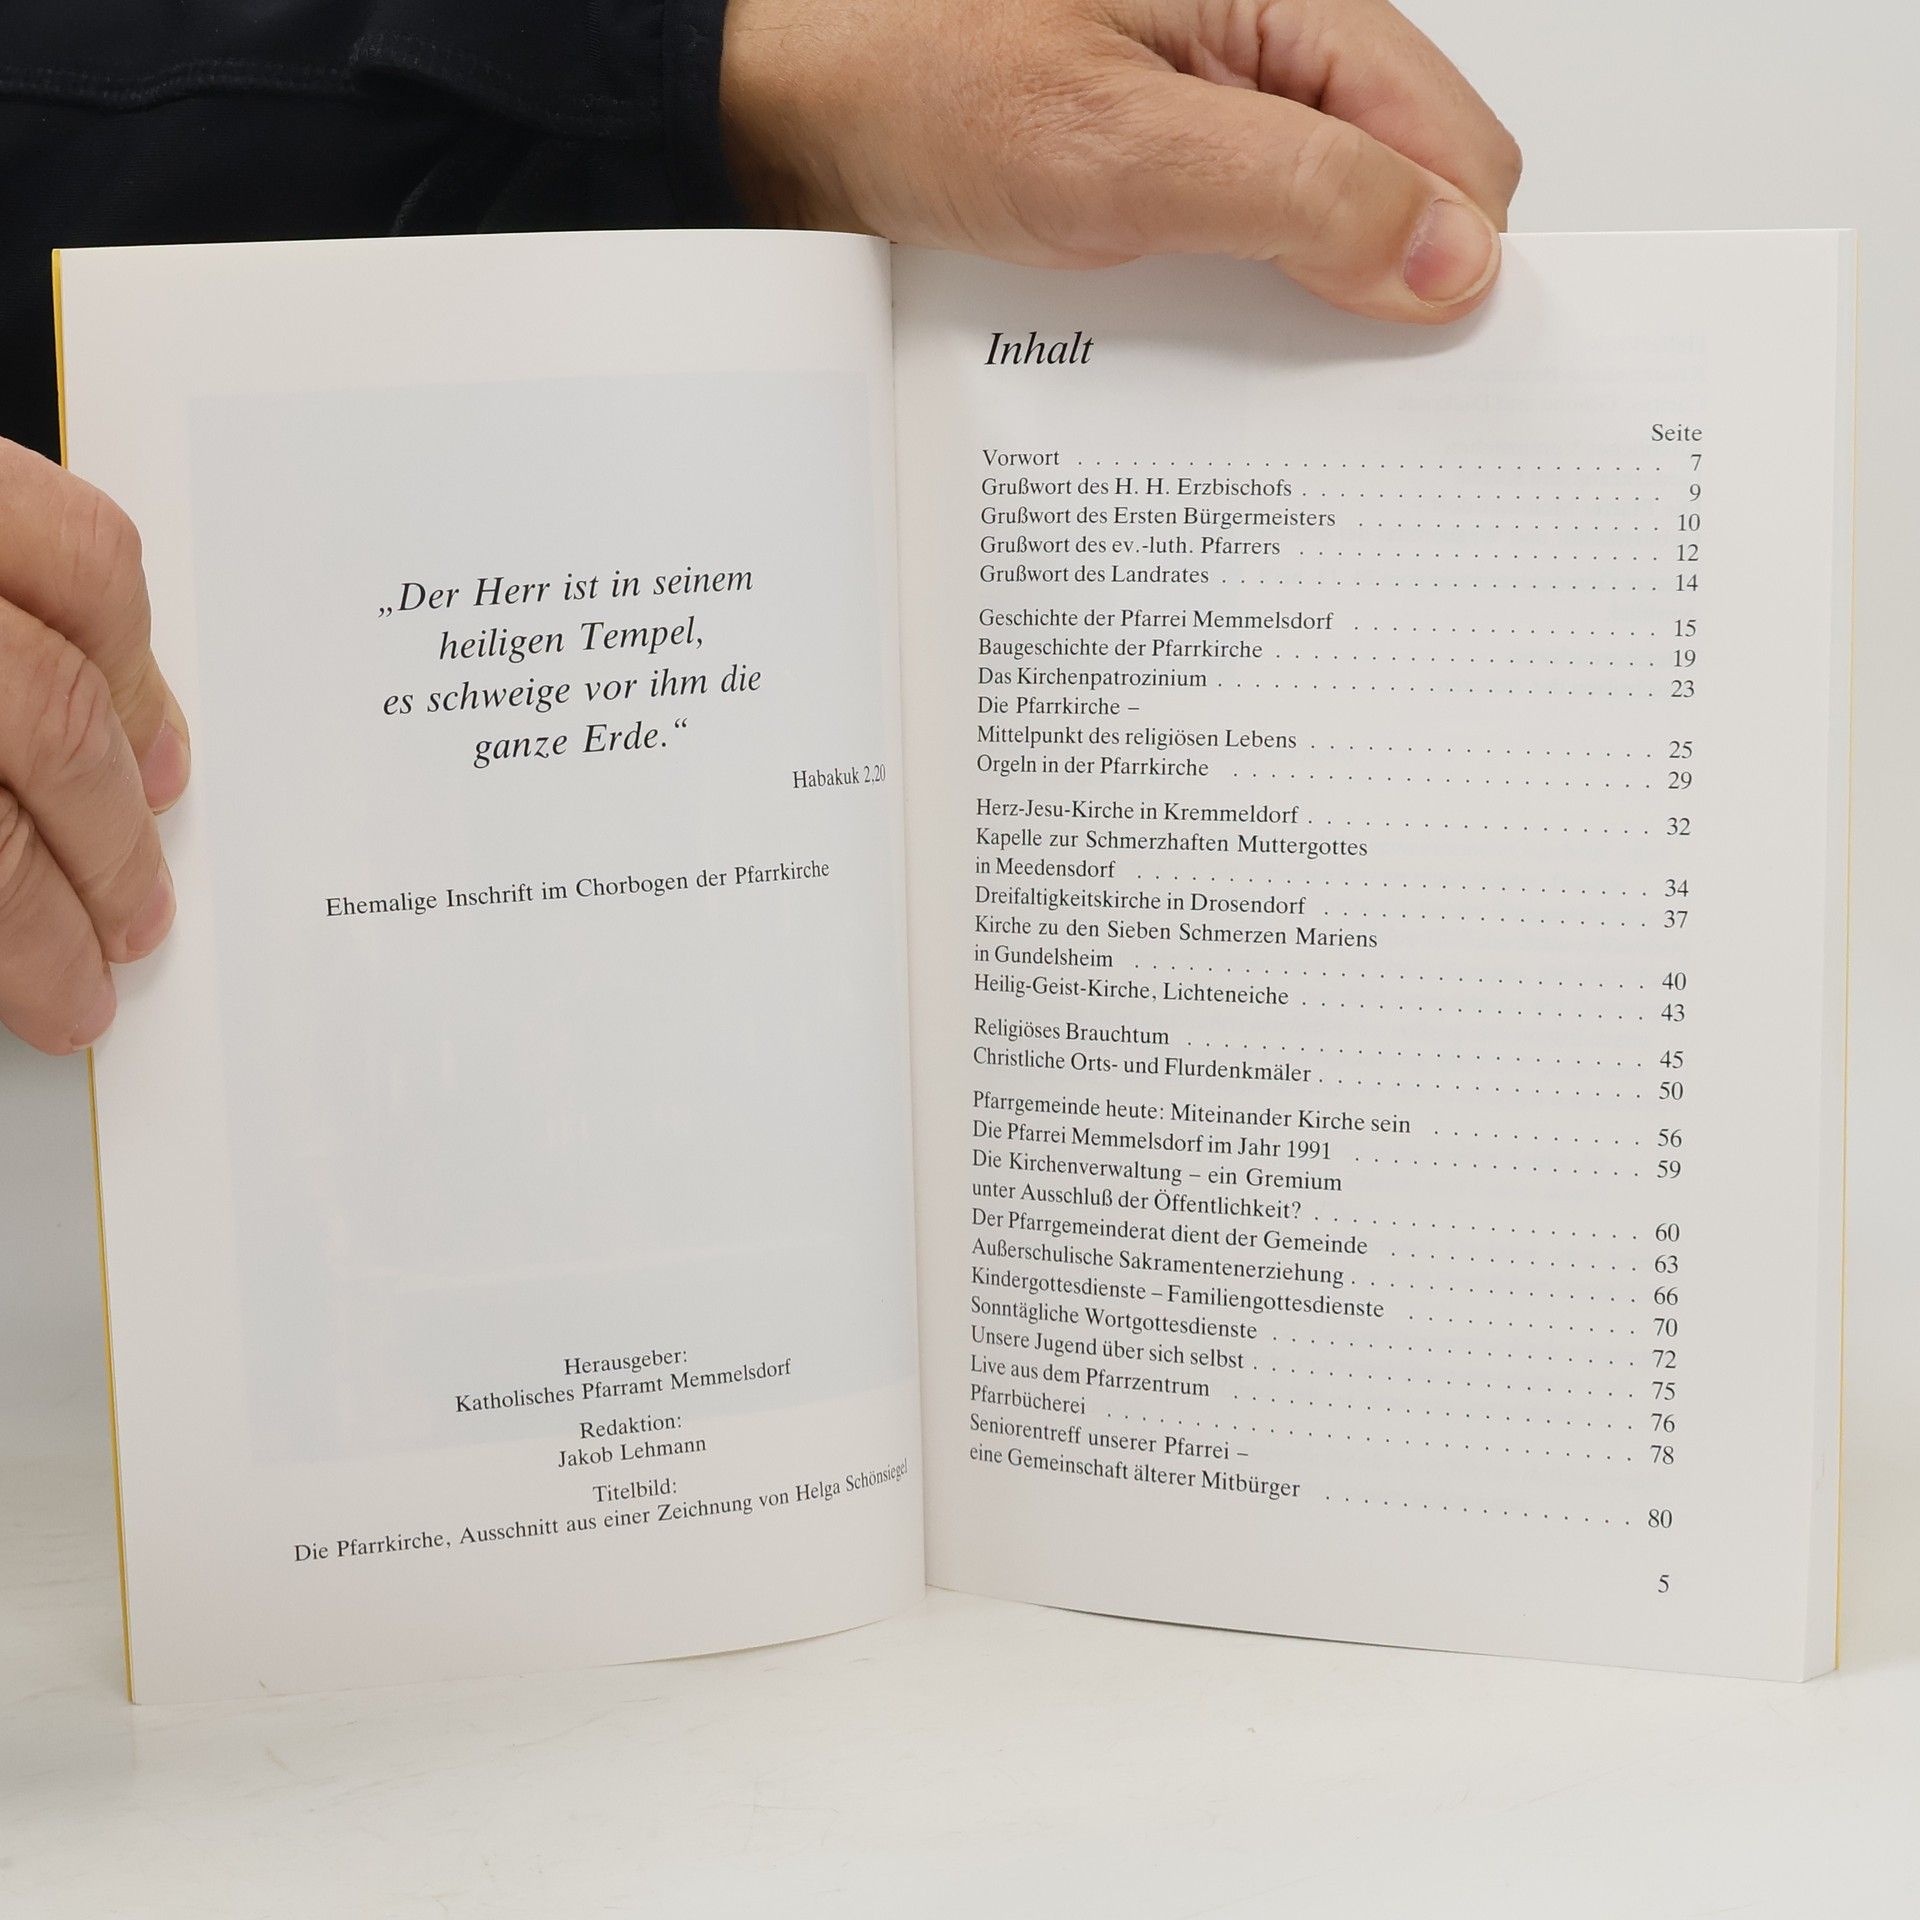 „Der Herr ist in seinem
heiligen Tempel,
es schweige vor ihm die
ganze Erde.“
Habakuk 2,20
Ehemalige Inschrift im Chorbogen der Pfarrkirche
Herausgeber:
Katholisches Pfarramt Memmelsdorf
Redaktion:
Jakob Lehmann
Titelbild:
Die Pfarrkirche, Ausschnitt aus einer Zeichnung von Helga Schönsiegel
Inhalt
Seite
Vorwort . . . . . . . . . . 7
Grußwort des H. H. Erzbischofs . . . . . . . . . . 9
Grußwort des Ersten Bürgermeisters . . . . . . . . . . 10
Grußwort des ev.-luth. Pfarrers . . . . . . . . . . 12
Grußwort des Landrates . . . . . . . . . . 14
Geschichte der Pfarrei Memmelsdorf . . . . . . . . . . 15
Baugeschichte der Pfarrkirche . . . . . . . . . . 19
Das Kirchenpatrozinium . . . . . . . . . . 23
Die Pfarrkirche –
Mittelpunkt des religiösen Lebens . . . . . . . . . . 25
Orgeln in der Pfarrkirche . . . . . . . . . . 29
Herz-Jesu-Kirche in Kremmeldorf . . . . . . . . . . 32
Kapelle zur Schmerzhaften Muttergottes
in Meedensdorf . . . . . . . . . . 34
Dreifaltigkeitskirche in Drosendorf . . . . . . . . . . 37
Kirche zu den Sieben Schmerzen Mariens
in Gundelsheim . . . . . . . . . . 40
Heilig-Geist-Kirche, Lichteneiche . . . . . . . . . . 43
Religiöses Brauchtum . . . . . . . . . . 45
Christliche Orts- und Flurdenkmäler . . . . . . . . . . 50
Pfarrgemeinde heute: Miteinander Kirche sein . . . . . . . . . . 56
Die Pfarrei Memmelsdorf im Jahr 1991 . . . . . . . . . . 59
Die Kirchenverwaltung – ein Gremium
unter Ausschluß der Öffentlichkeit? . . . . . . . . . . 60
Der Pfarrgemeinderat dient der Gemeinde . . . . . . . . . . 63
Außerschulische Sakramentenerziehung . . . . . . . . . . 66
Kindergottesdienste – Familiengottesdienste . . . . . . . . . . 70
Sonntägliche Wortgottesdienste . . . . . . . . . . 72
Unsere Jugend über sich selbst . . . . . . . . . . 75
Live aus dem Pfarrzentrum . . . . . . . . . . 76
Pfarrbücherei . . . . . . . . . . 78
Seniorentreff unserer Pfarrei –
eine Gemeinschaft älterer Mitbürger . . . . . . . . . . 80
5